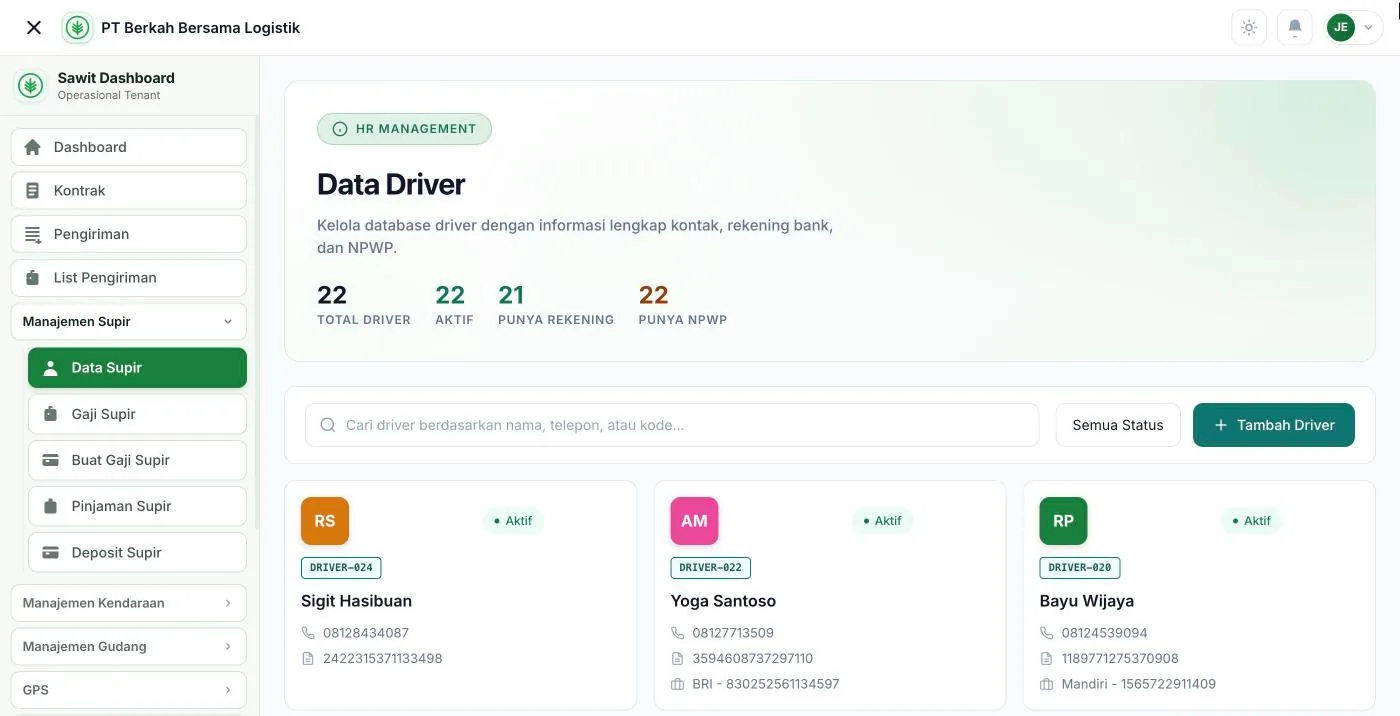 PT Berkah Bersama Logistik
JE
Sawit Dashboard
Operasional Tenant
Dashboard
Kontrak
Pengiriman
List Pengiriman
Manajemen Supir
Data Supir
Gaji Supir
Buat Gaji Supir
Pinjaman Supir
Deposit Supir
Manajemen Kendaraan
Manajemen Gudang
GPS
HR MANAGEMENT
Data Driver
Kelola database driver dengan informasi lengkap kontak, rekening bank,
dan NPWP.
22 22 21 22
TOTAL DRIVER AKTIF PUNYA REKENING PUNYA NPWP
Cari driver berdasarkan nama, telepon, atau kode...
Semua Status
+ Tambah Driver
RS
• Aktif
DRIVER-024
Sigit Hasibuan
08128434087
2422315371133498
AM
• Aktif
DRIVER-022
Yoga Santoso
08127713509
3594608737297110
BRI - 830252561134597
RP
• Aktif
DRIVER-020
Bayu Wijaya
08124539094
1189771275370908
Mandiri - 1565722911409